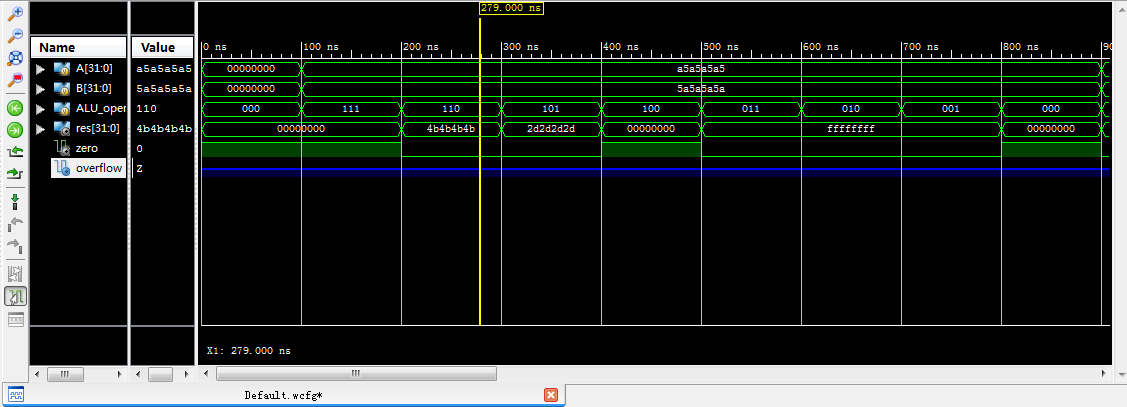 279.000 ns
Name Value
0 ns 100 ns 200 ns 300 ns 400 ns 500 ns 600 ns 700 ns 800 ns 90
A[31:0] a5a5a5a5 00000000 a5a5a5a5
B[31:0] 5a5a5a5a 00000000 5a5a5a5a
ALU_oper 110 000 111 110 101 100 011 010 001 000
res[31:0] 4b4b4b4b 00000000 4b4b4b4b 2d2d2d2d 00000000 ffffffff 00000000
zero 0
overflow Z
X1: 279.000 ns
Default.wcfg*